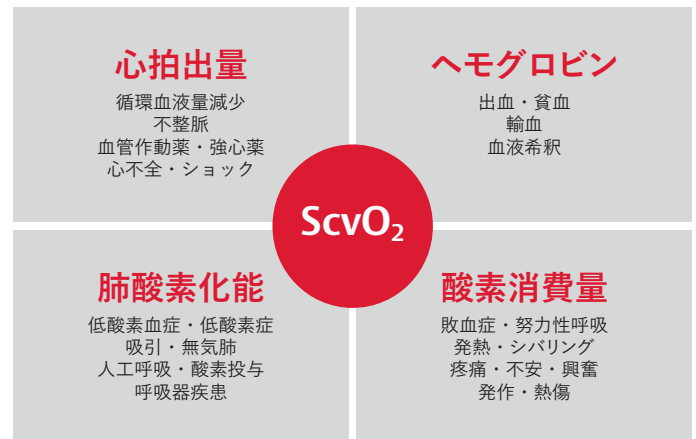 心拍出量
循環血液量減少
不整脈
血管作動薬・強心薬
心不全・ショック
ヘモグロビン
出血・貧血
輸血
血液希釈
ScvO₂
肺酸素化能
低酸素血症・低酸素症
吸引・無気肺
人工呼吸・酸素投与
呼吸器疾患
酸素消費量
敗血症・努力性呼吸
発熱・シバリング
疼痛・不安・興奮
発作・熱傷